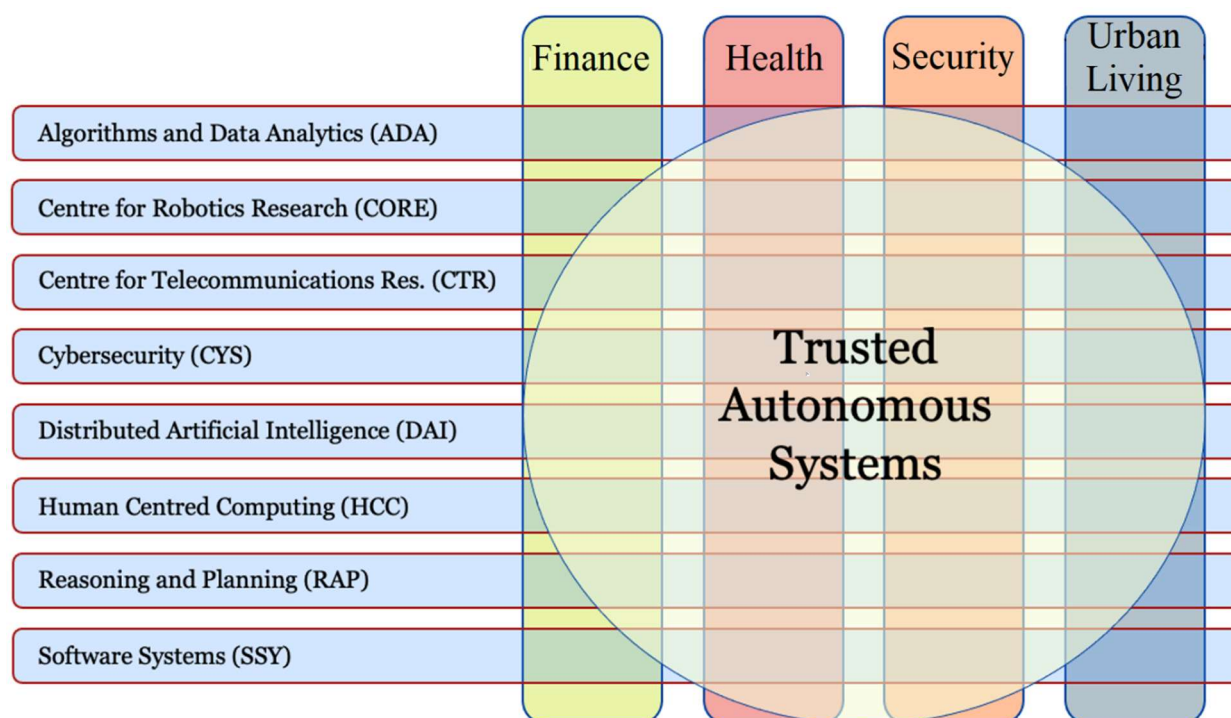 Finance
Health
Security
Urban
Living
Algorithms and Data Analytics (ADA)
Centre for Robotics Research (CORE)
Centre for Telecommunications Res. (CTR)
Cybersecurity (CYS)
Distributed Artificial Intelligence (DAI)
Human Centred Computing (HCC)
Reasoning and Planning (RAP)
Software Systems (SSY)
Trusted
Autonomous
Systems